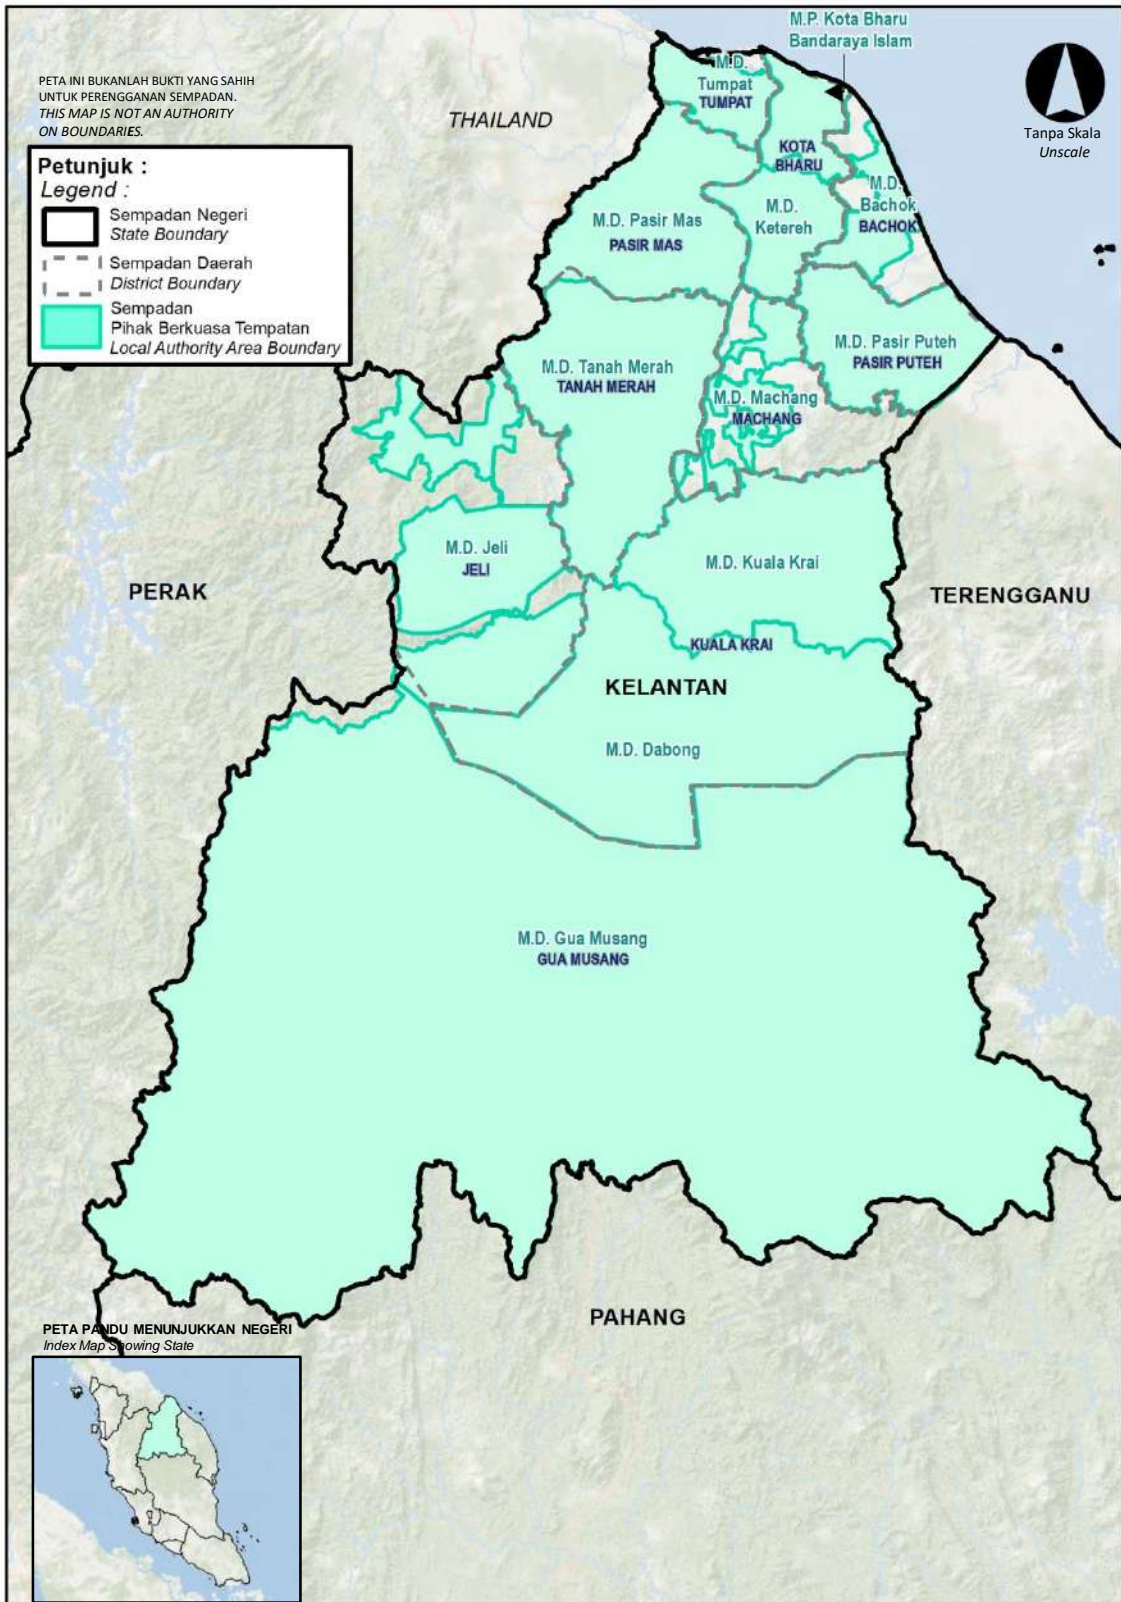 M.P. Kota Bharu
Bandaraya Islam
PETA INI BUKANLAH BUKTI YANG SAHIH
UNTUK PERENGGANAN SEMPADAN.
THIS MAP IS NOT AN AUTHORITY
ON BOUNDARIES.
Tanpa Skala
Unscale
Petunjuk :
Legend :
Sempadan Negeri
State Boundary
Sempadan Daerah
District Boundary
Sempadan
Pihak Berkuasa Tempatan
Local Authority Area Boundary
THAILAND
M.D.
Tumpat
TUMPAT
KOTA
BHARU
M.D.
Bachok
BACHOK
M.D. Pasir Mas
PASIR MAS
M.D.
Ketereh
M.D. Pasir Puteh
PASIR PUTEH
M.D. Tanah Merah
TANAH MERAH
M.D. Machang
MACHANG
M.D. Jeli
JELI
M.D. Kuala Krai
KUALA KRAI
PERAK
TERENGGANU
KELANTAN
M.D. Dabong
M.D. Gua Musang
GUA MUSANG
PAHANG
PETA PANDU MENUNJUKKAN NEGERI
Index Map Showing State